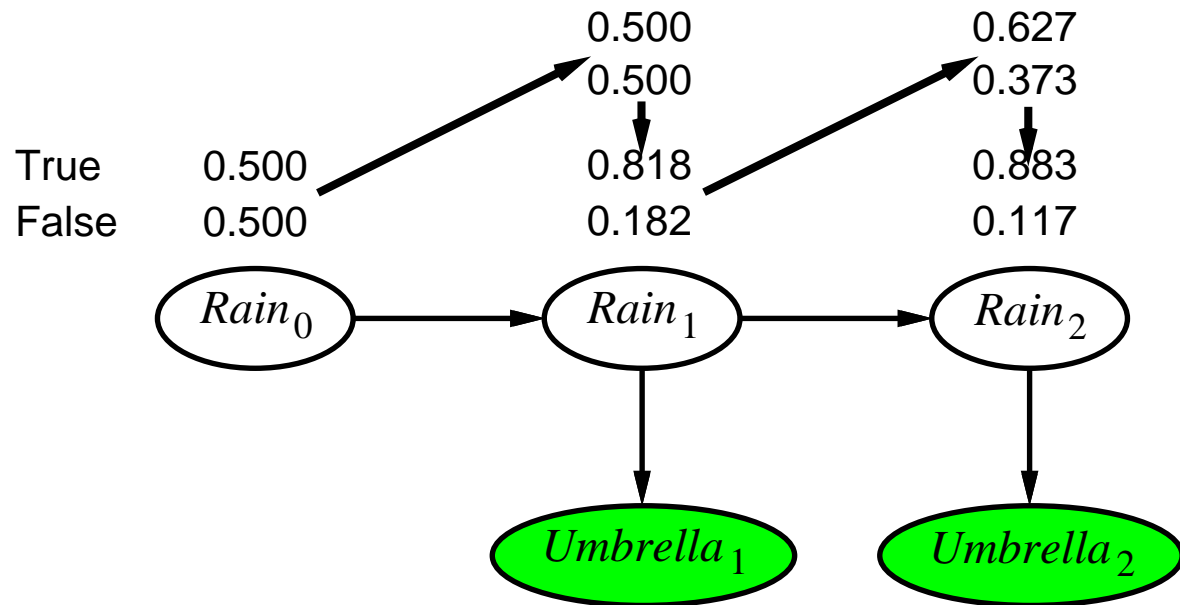 0.500 0.627
0.500 0.373
True 0.500 0.818 0.883
False 0.500 0.182 0.117
Rain0 Rain1 Rain2
Umbrella1 Umbrella2